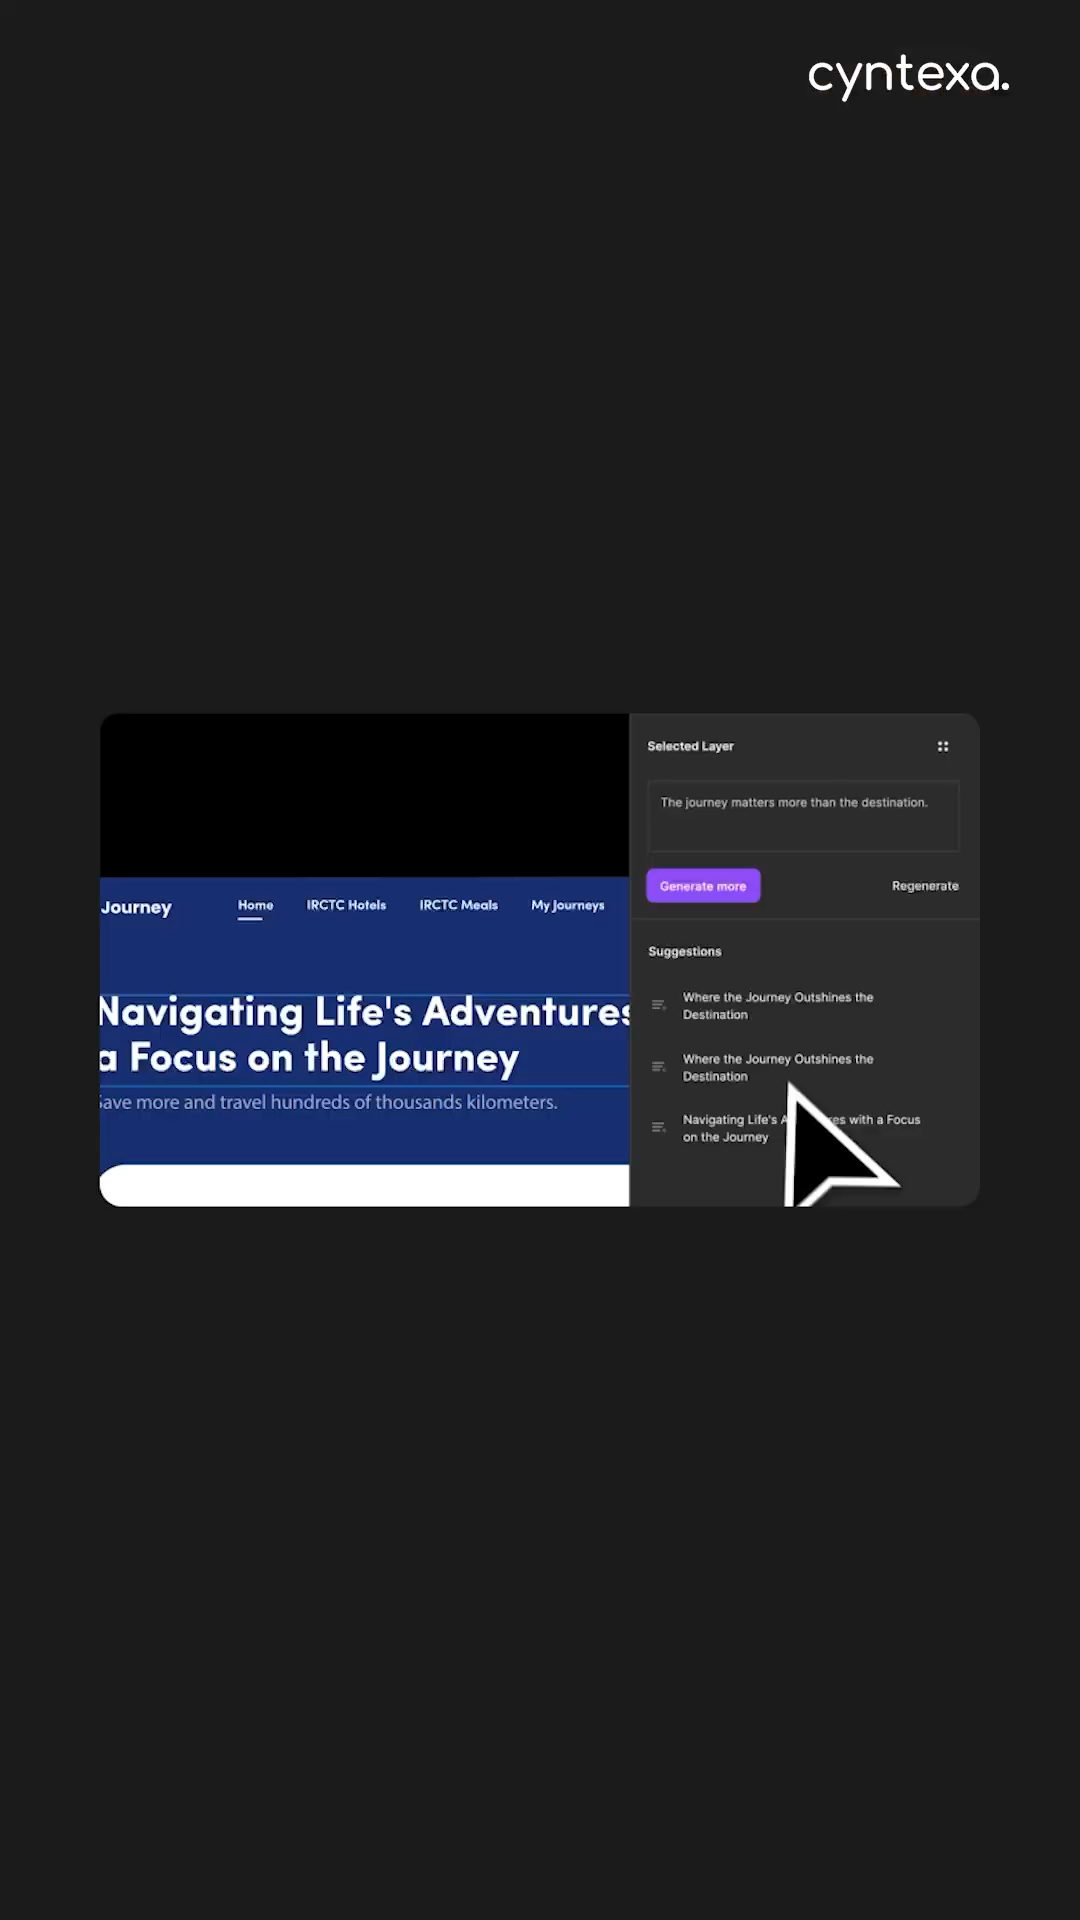 cyntexa.
Selected Layer
The journey matters more than the destination.
Generate more
Regenerate
Journey
Home
IRCTC Hotels
IRCTC Meals
My Journeys
Suggestions
Navigating Life's Adventures
a Focus on the Journey
Save more and travel hundreds of thousands kilometers.
Where the Journey Outshines the
Destination
Where the Journey Outshines the
Destination
Navigating Life's with a Focus
on the Journey